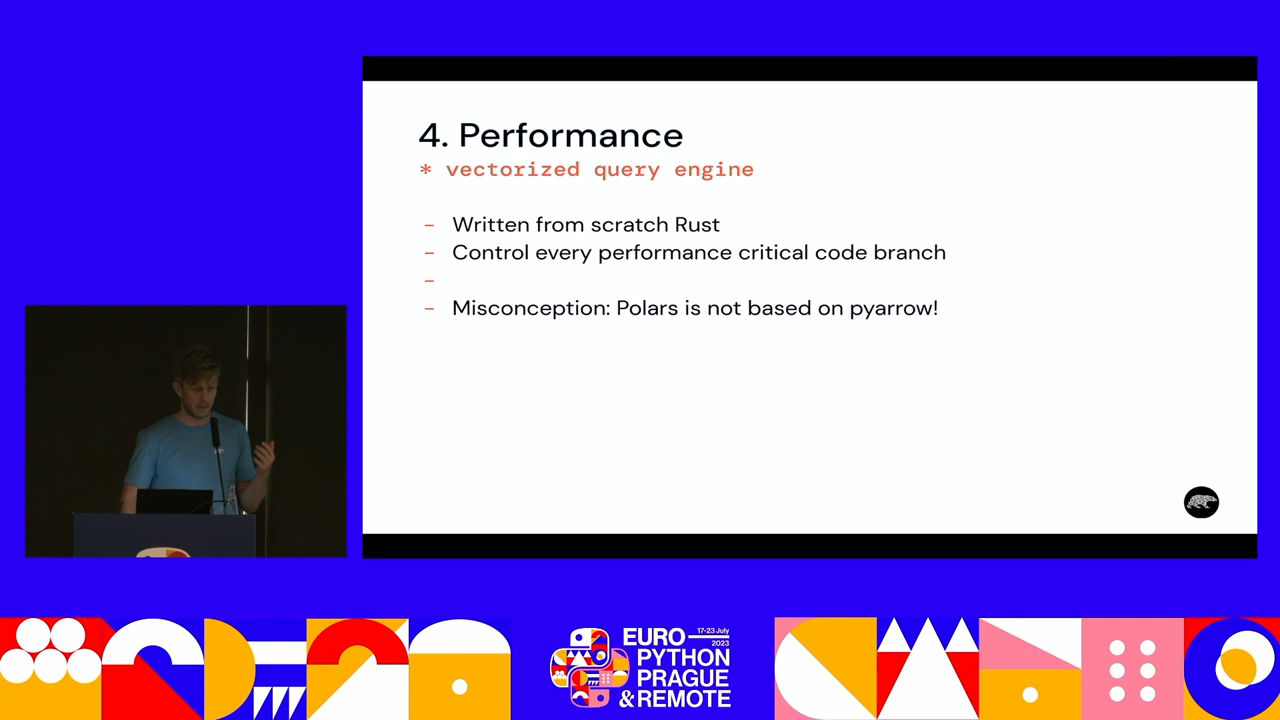 4. Performance
* vectorized query engine
- Written from scratch Rust
- Control every performance critical code branch
-
- Misconception: Polars is not based on pyarrow!
EURO 17-23 July 2023
PYTHON
PRAGUE
& REMOTE